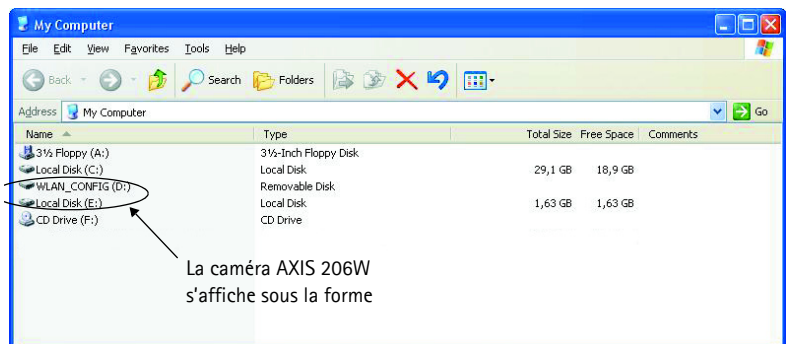 My Computer
File Edit View Favorites Tools Help
Back Search Folders
Address My Computer Go
Name Type Total Size Free Space Comments
3½ Floppy (A:) 3½-Inch Floppy Disk
Local Disk (C:) Local Disk 29,1 GB 18,9 GB
WLAN_CONFIG (D:) Removable Disk
Local Disk (E:) Local Disk 1,63 GB 1,63 GB
CD Drive (F:) CD Drive
La caméra AXIS 206W
s'affiche sous la forme